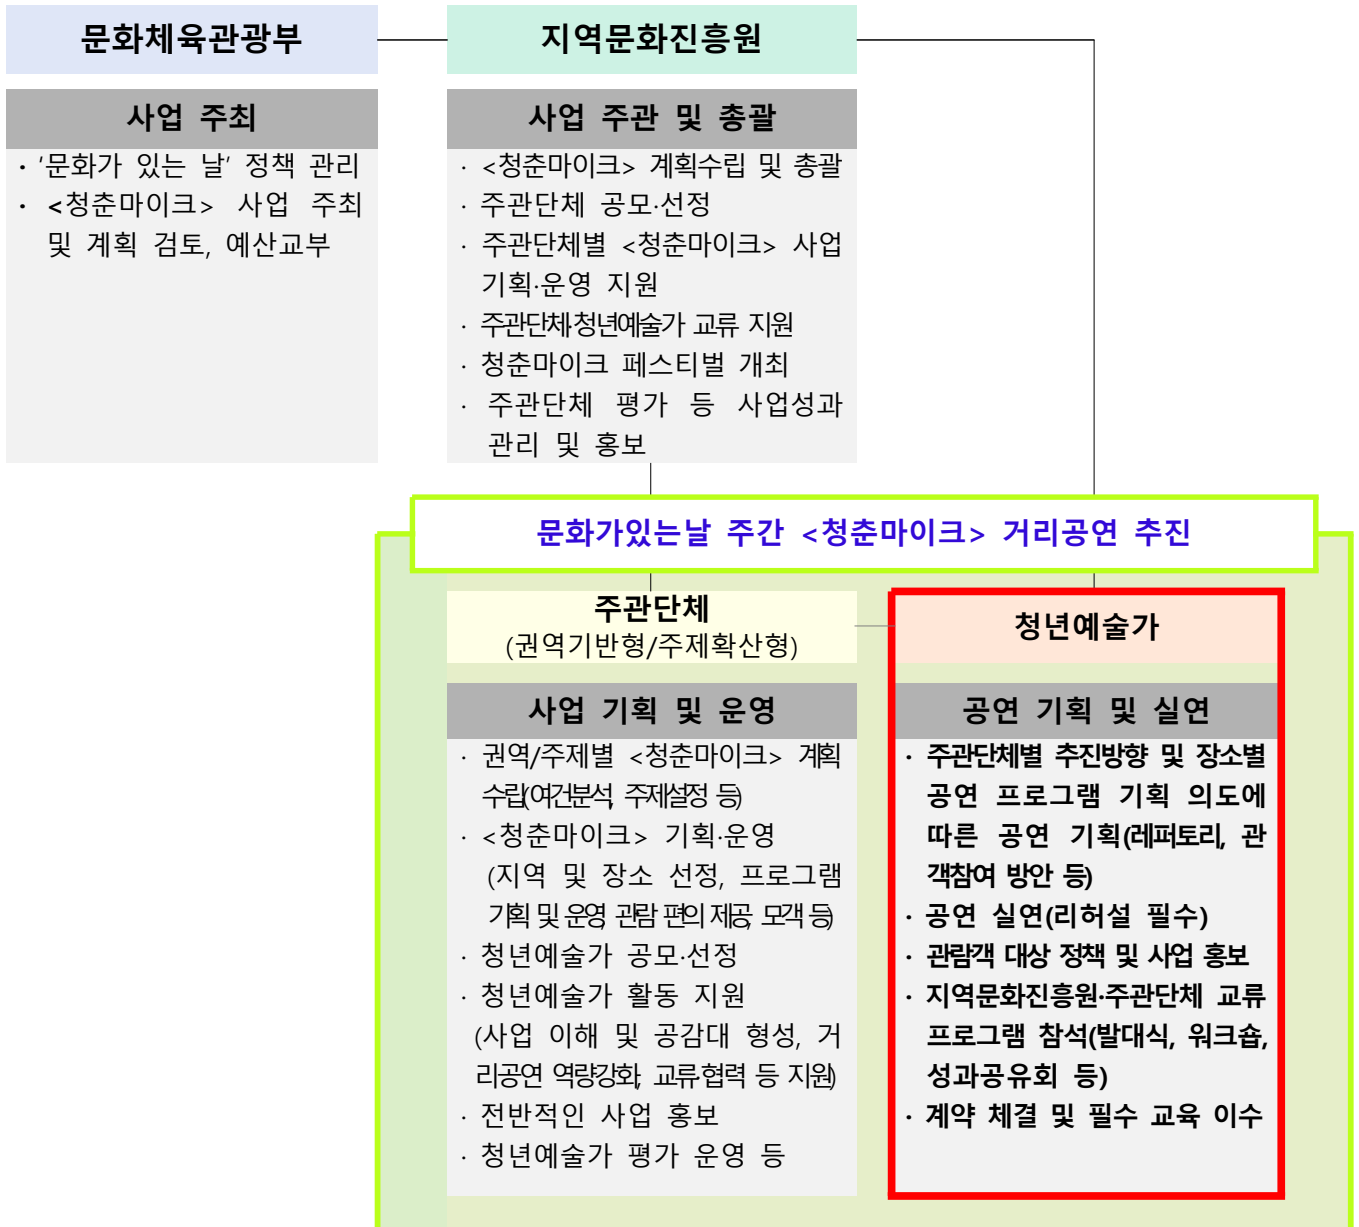 문화체육관광부
사업 주최
· '문화가 있는 날' 정책 관리
· <청춘마이크> 사업 주최
및 계획 검토, 예산교부
지역문화진흥원
사업 주관 및 총괄
· <청춘마이크> 계획수립 및 총괄
· 주관단체 공모·선정
· 주관단체별 <청춘마이크> 사업
기획·운영 지원
· 주관단체·청년예술가 교류 지원
· 청춘마이크 페스티벌 개최
· 주관단체 평가 등 사업성과
관리 및 홍보
문화가있는날 주간 <청춘마이크> 거리공연 추진
주관단체
(권역기반형/주제확산형)
사업 기획 및 운영
· 권역/주제별 <청춘마이크> 계획
수립(여건분석, 주제설정 등)
· <청춘마이크> 기획·운영
(지역 및 장소 선정, 프로그램
기획 및 운영, 관람 편의 제공, 모객 등)
· 청년예술가 공모·선정
· 청년예술가 활동 지원
(사업 이해 및 공감대 형성, 거
리공연 역량강화, 교류협력 등 지원)
· 전반적인 사업 홍보
· 청년예술가 평가 운영 등
청년예술가
공연 기획 및 실연
· 주관단체별 추진방향 및 장소별
공연 프로그램 기획 의도에
따른 공연 기획(레퍼토리, 관
객참여 방안 등)
· 공연 실연(리허설 필수)
· 관람객 대상 정책 및 사업 홍보
· 지역문화진흥원·주관단체 교류
프로그램 참석(발대식, 워크숍,
성과공유회 등)
· 계약 체결 및 필수 교육 이수